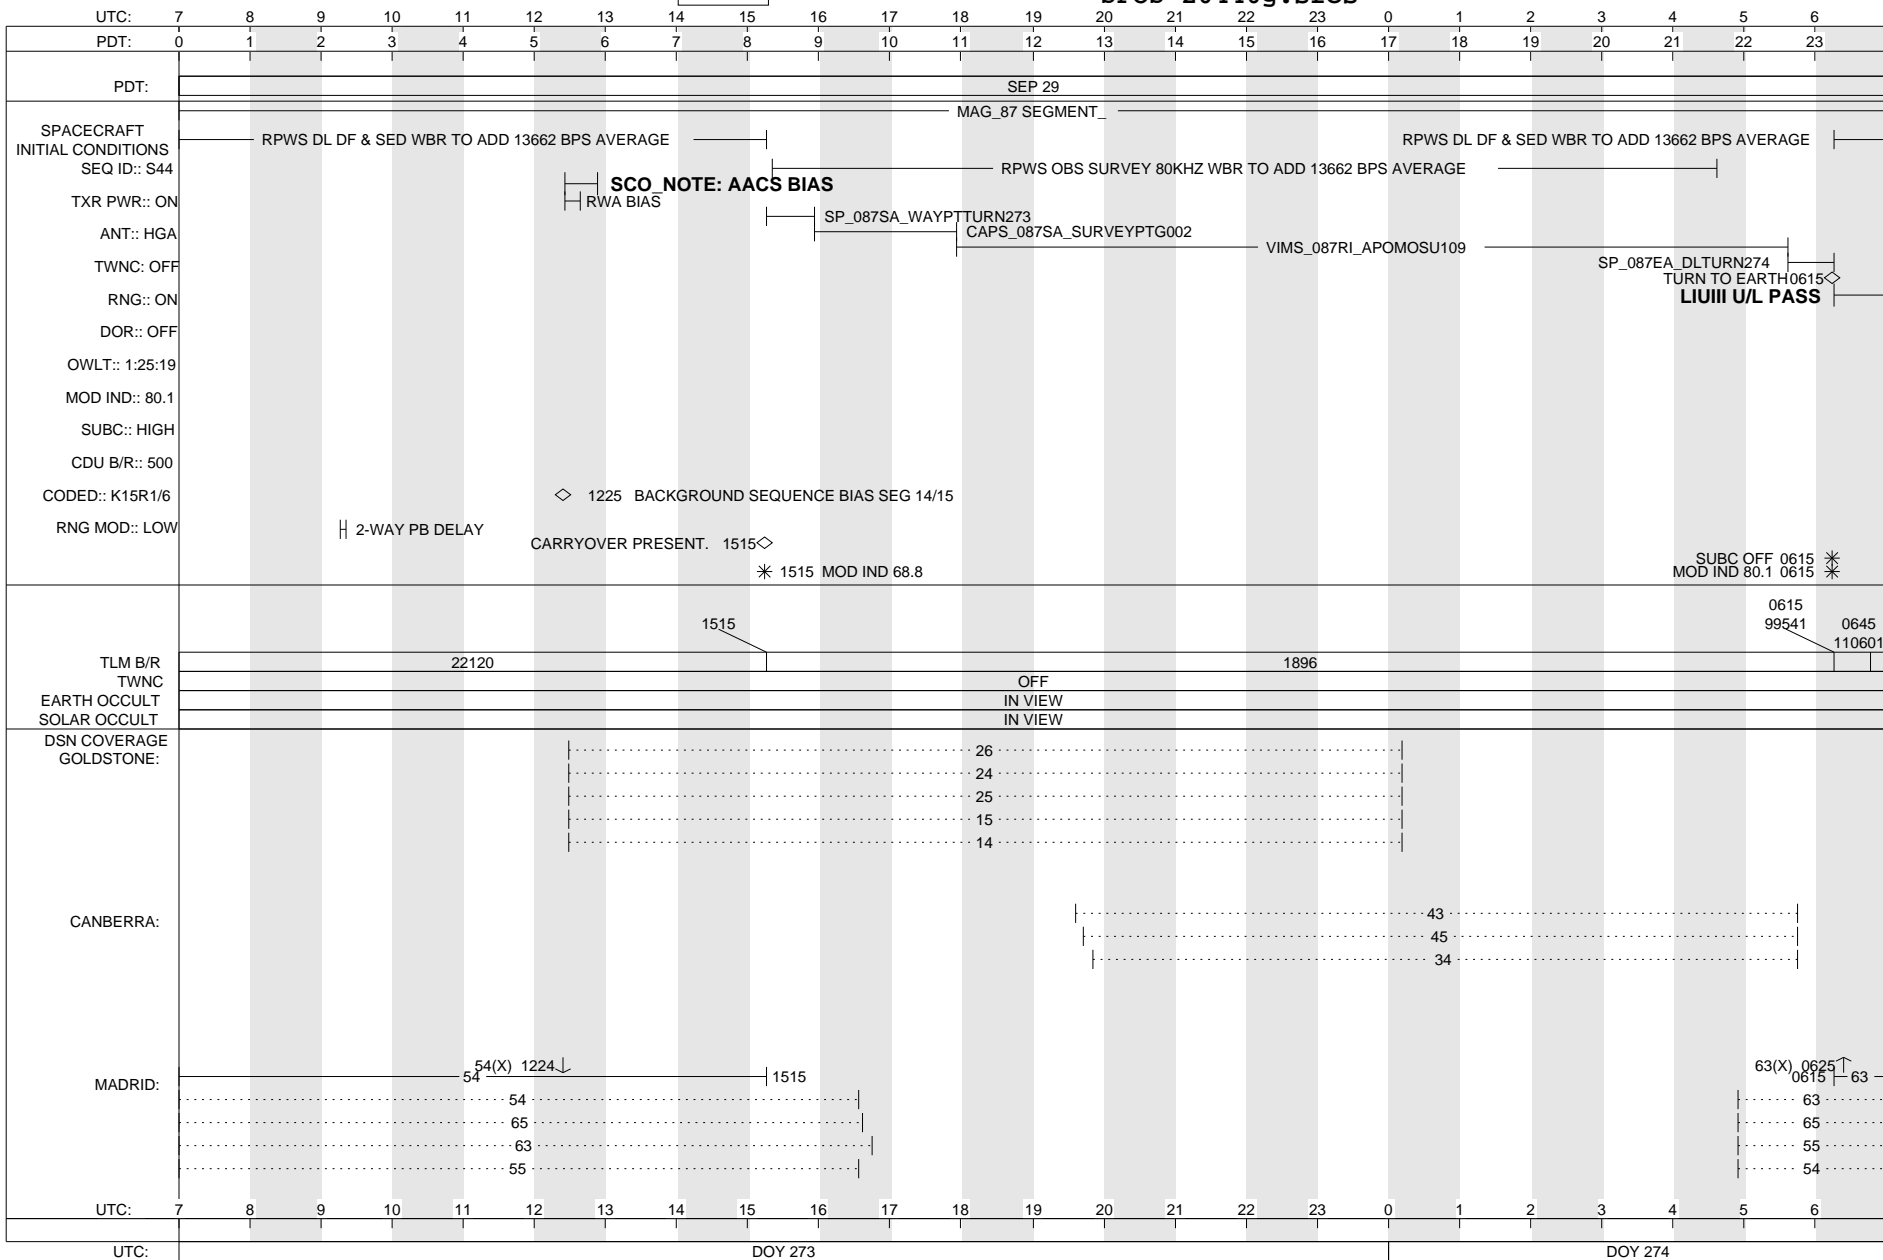 UTC: 7 8 9 10 11 12 13 14 15 16 17 18 19 20 21 22 23 0 1 2 3 4 5 6
PDT: 0 1 2 3 4 5 6 7 8 9 10 11 12 13 14 15 16 17 18 19 20 21 22 23
PDT: SEP 29
MAG_87 SEGMENT_
SPACECRAFT
INITIAL CONDITIONS
RPWS DL DF & SED WBR TO ADD 13662 BPS AVERAGE
RPWS DL DF & SED WBR TO ADD 13662 BPS AVERAGE
SEQ ID:: S44
RPWS OBS SURVEY 80KHZ WBR TO ADD 13662 BPS AVERAGE
SCO_NOTE: AACS BIAS
TXR PWR:: ON
RWA BIAS
SP_087SA_WAYPTTURN273
ANT:: HGA
CAPS_087SA_SURVEYPTG002
VIMS_087RI_APOMOSU109
TWNC: OFF
SP_087EA_DLTURN274
TURN TO EARTH 0615
RNG:: ON
LIUIII U/L PASS
DOR:: OFF
OWLT:: 1:25:19
MOD IND:: 80.1
SUBC:: HIGH
CDU B/R:: 500
CODED:: K15R1/6
1225 BACKGROUND SEQUENCE BIAS SEG 14/15
RNG MOD:: LOW
2-WAY PB DELAY
CARRYOVER PRESENT. 1515
SUBC OFF 0615
1515 MOD IND 68.8
MOD IND 80.1 0615
1515
0615
99541
0645
110601
TLM B/R 22120 1896
TWNC OFF
EARTH OCCULT IN VIEW
SOLAR OCCULT IN VIEW
DSN COVERAGE
GOLDSTONE:
26
24
25
15
14
CANBERRA:
43
45
34
MADRID:
54(X) 1224
54 1515
63(X) 0625
0615 63
54 63
65 65
63 55
55 54
UTC: 7 8 9 10 11 12 13 14 15 16 17 18 19 20 21 22 23 0 1 2 3 4 5 6
UTC: DOY 273 DOY 274